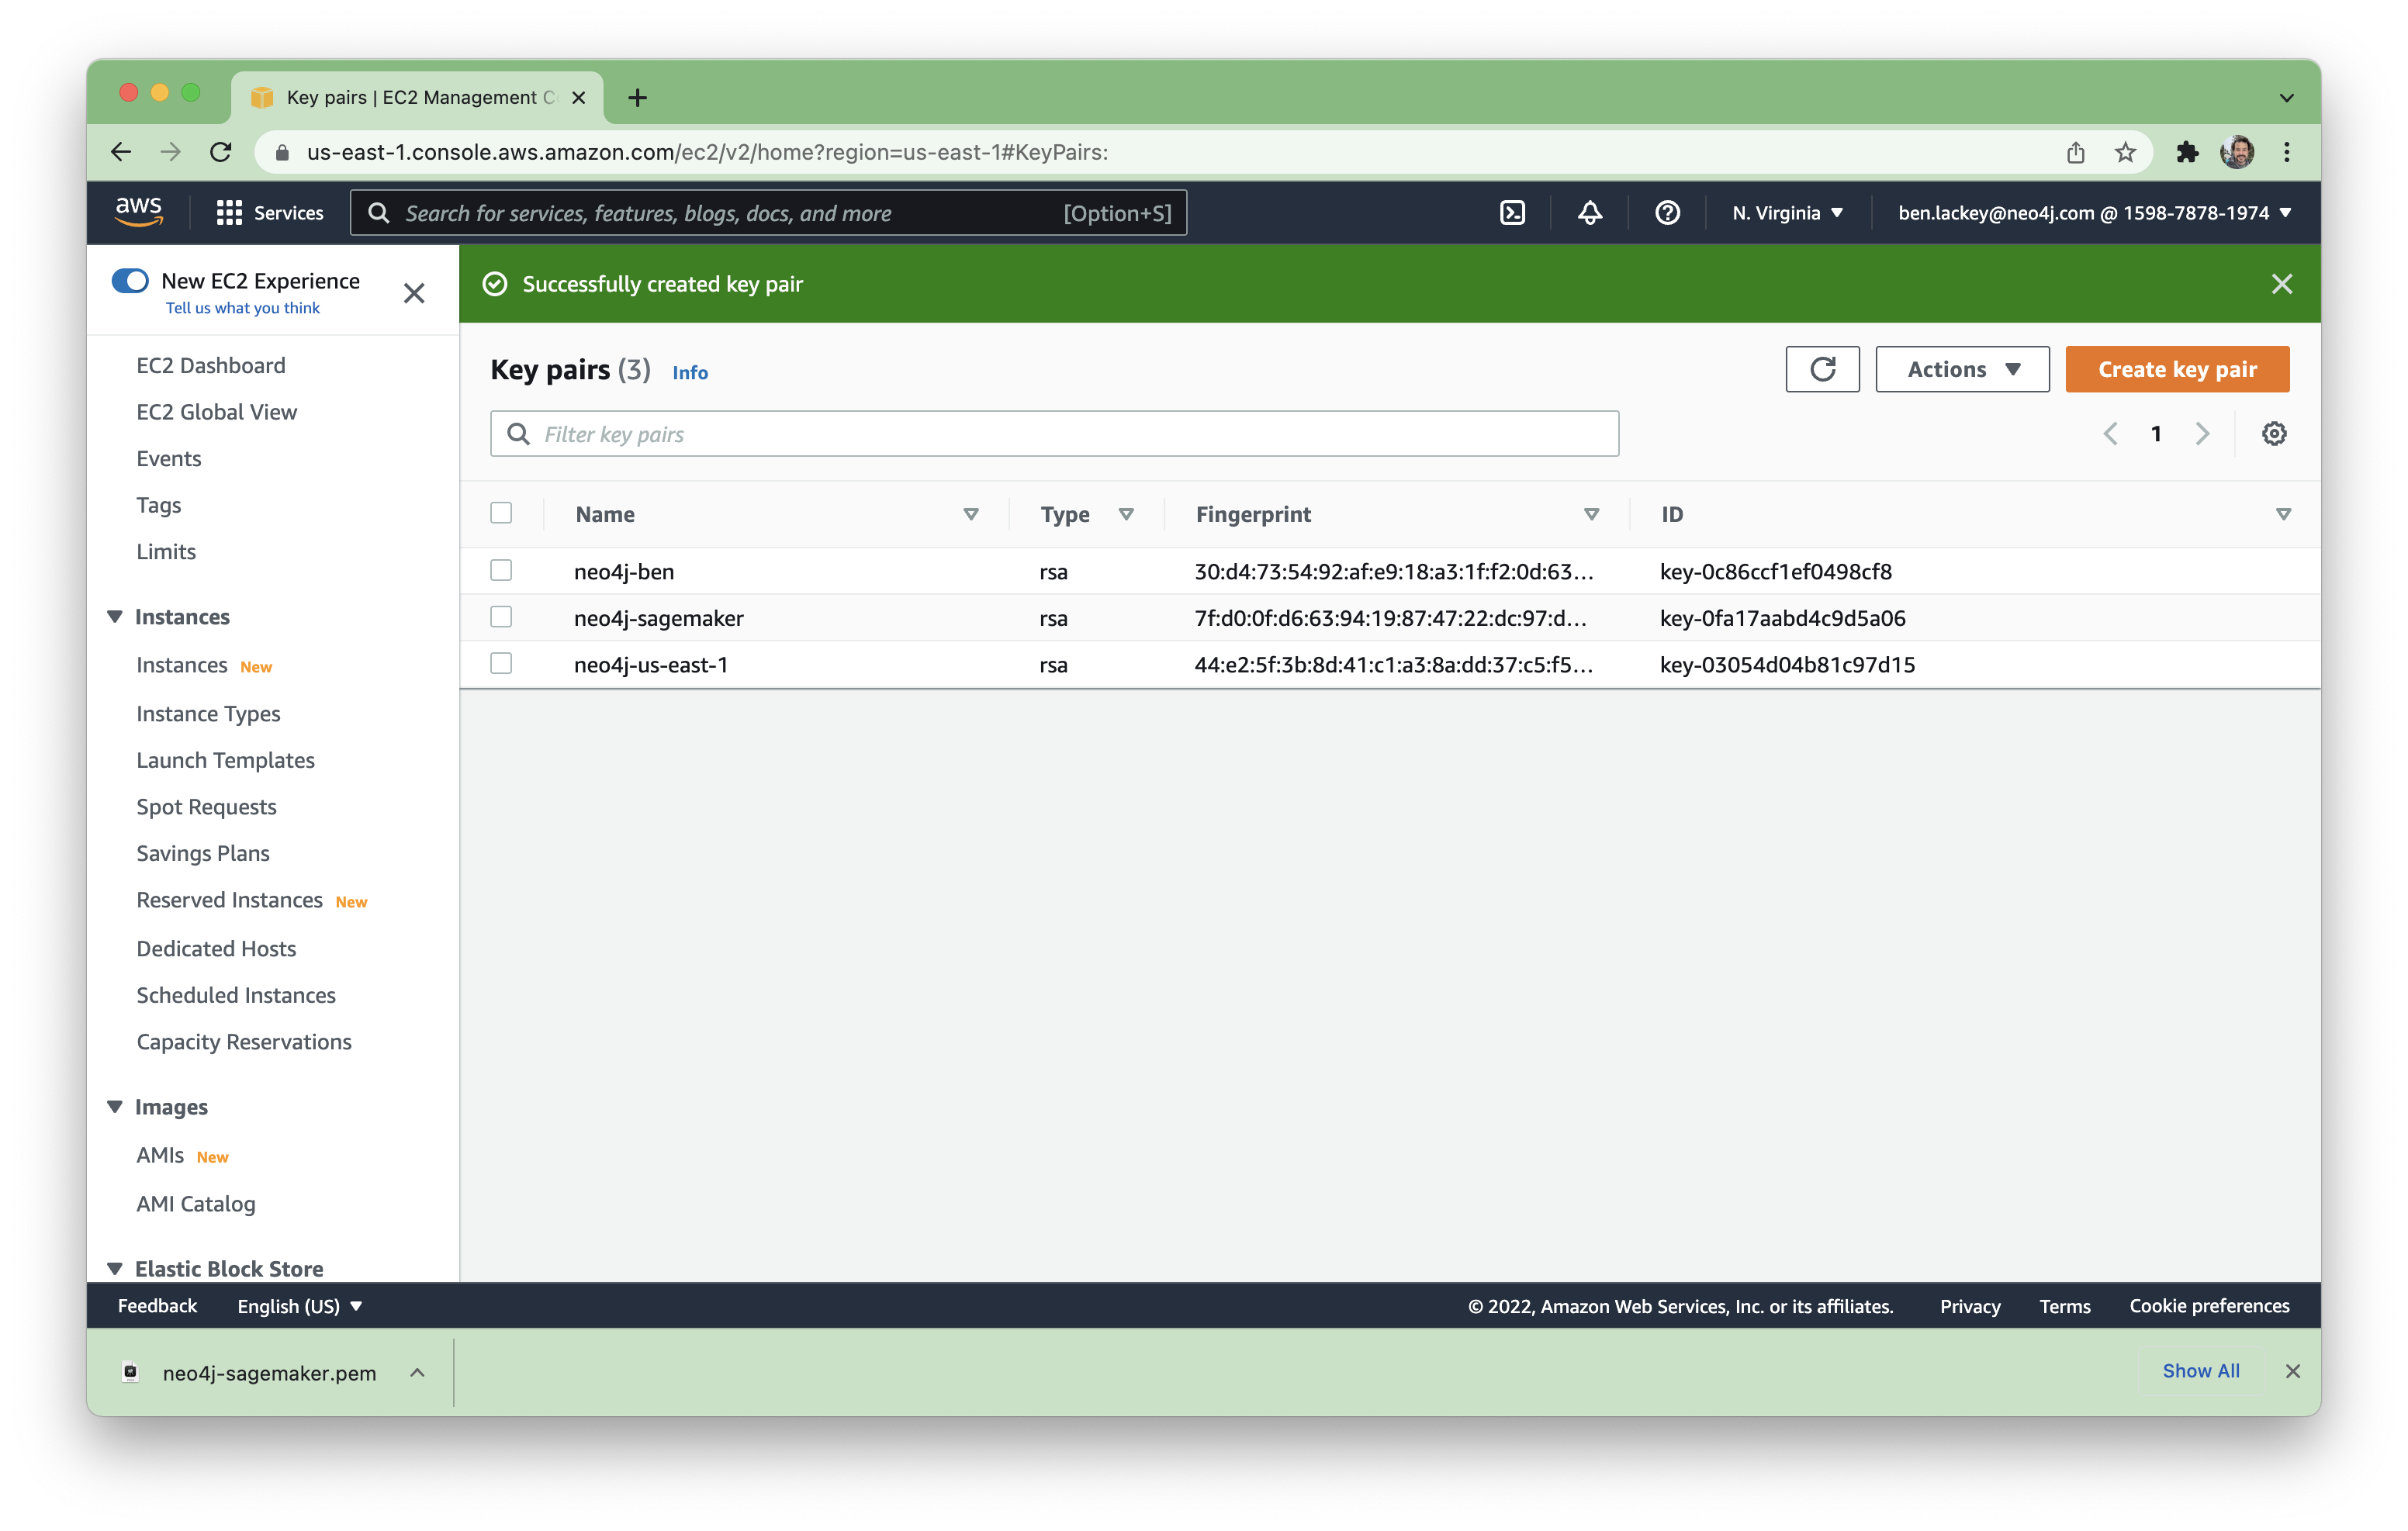 Key pairs | EC2 Management C
us-east-1.console.aws.amazon.com/ec2/v2/home?region=us-east-1#KeyPairs:
aws Services Search for services, features, blogs, docs, and more [Option+S] N. Virginia ben.lackey@neo4j.com @ 1598-7878-1974
New EC2 Experience
Tell us what you think
EC2 Dashboard
EC2 Global View
Events
Tags
Limits
Instances
Instances New
Instance Types
Launch Templates
Spot Requests
Savings Plans
Reserved Instances New
Dedicated Hosts
Scheduled Instances
Capacity Reservations
Images
AMIs New
AMI Catalog
Elastic Block Store
Successfully created key pair
Key pairs (3) Info Actions Create key pair
Filter key pairs 1
Name Type Fingerprint ID
neo4j-ben rsa 30:d4:73:54:92:af:e9:18:a3:1f:f2:0d:63... key-0c86ccf1ef0498cf8
neo4j-sagemaker rsa 7f:d0:0f:d6:63:94:19:87:47:22:dc:97:d... key-0fa17aabd4c9d5a06
neo4j-us-east-1 rsa 44:e2:5f:3b:8d:41:c1:a3:8a:dd:37:c5:f5... key-03054d04b81c97d15
Feedback English (US) © 2022, Amazon Web Services, Inc. or its affiliates. Privacy Terms Cookie preferences
neo4j-sagemaker.pem Show All